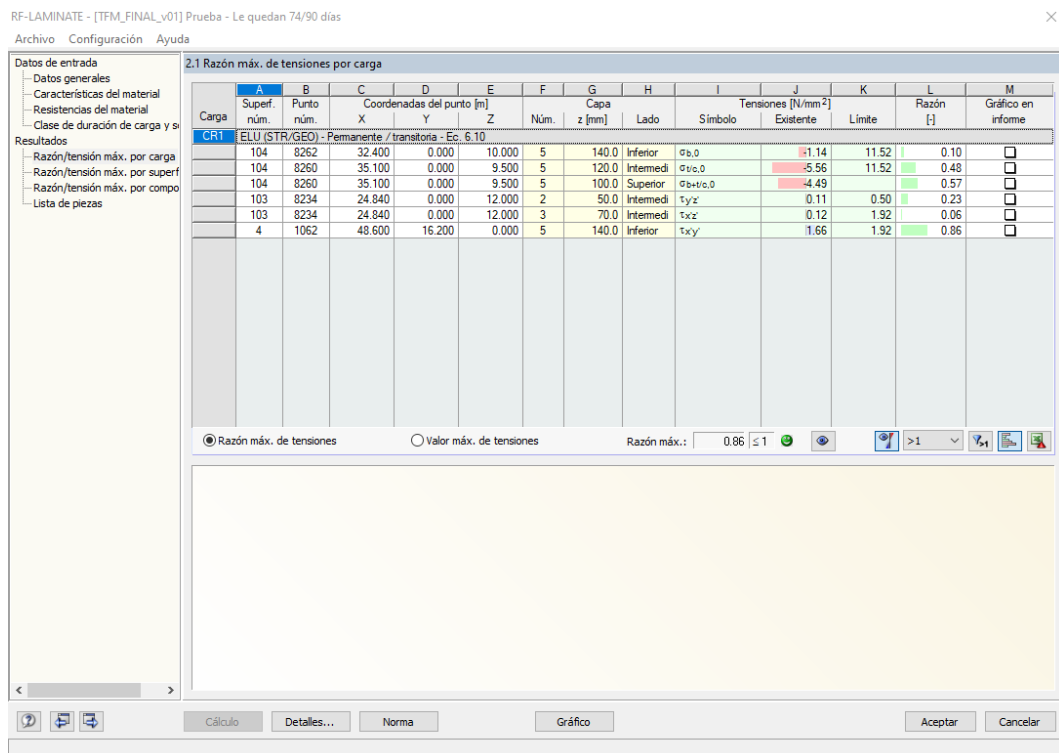 RF-LAMINATE - [TFM_FINAL_v01] Prueba - Le quedan 74/90 días
Archivo Configuración Ayuda
Datos de entrada
Datos generales
Características del material
Resistencias del material
Clase de duración de carga y se
Resultados
Razón/tensión máx. por carga
Razón/tensión máx. por superf
Razón/tensión máx. por compo
Lista de piezas
2.1 Razón máx. de tensiones por carga
A B C D E F G H I J K L M
Superf. Punto Coordenadas del punto [m] Capa Tensiones [N/mm²] Razón Gráfico en
Carga núm. núm. X Y Z Núm. z [mm] Lado Símbolo Existente Límite [-] informe
CR1 ELU (STR/GEO) - Permanente / transitoria - Ec. 6.10
104 8262 32.400 0.000 10.000 5 140.0 Inferior σb,0 -1.14 11.52 0.10
104 8260 35.100 0.000 9.500 5 120.0 Intermedi σt/c,0 -5.56 11.52 0.48
104 8260 35.100 0.000 9.500 5 100.0 Superior σb+t/c,0 -4.49 0.57
103 8234 24.840 0.000 12.000 2 50.0 Intermedi τy'z' 0.11 0.50 0.23
103 8234 24.840 0.000 12.000 3 70.0 Intermedi τx'z' 0.12 1.92 0.06
4 1062 48.600 16.200 0.000 5 140.0 Inferior τx'y' 1.66 1.92 0.86
Razón máx. de tensiones Valor máx. de tensiones Razón máx.: 0.86 ≤ 1 >1 >1
Cálculo Detalles... Norma Gráfico Aceptar Cancelar